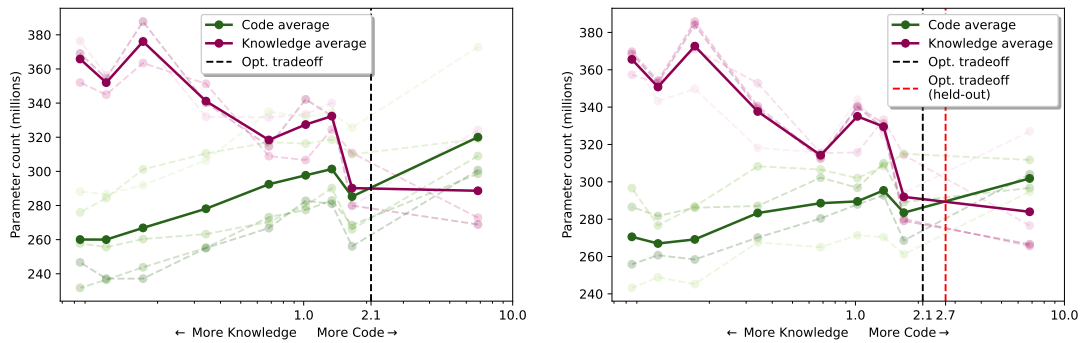 Code average
Knowledge average
Opt. tradeoff
Parameter count (millions)
380
360
340
320
300
280
260
240
1.0
2.1
10.0
← More Knowledge
More Code→
Code average
Knowledge average
Opt. tradeoff
Opt. tradeoff
(held-out)
Parameter count (millions)
380
360
340
320
300
280
260
240
1.0
2.1
2.7
10.0
← More Knowledge
More Code→